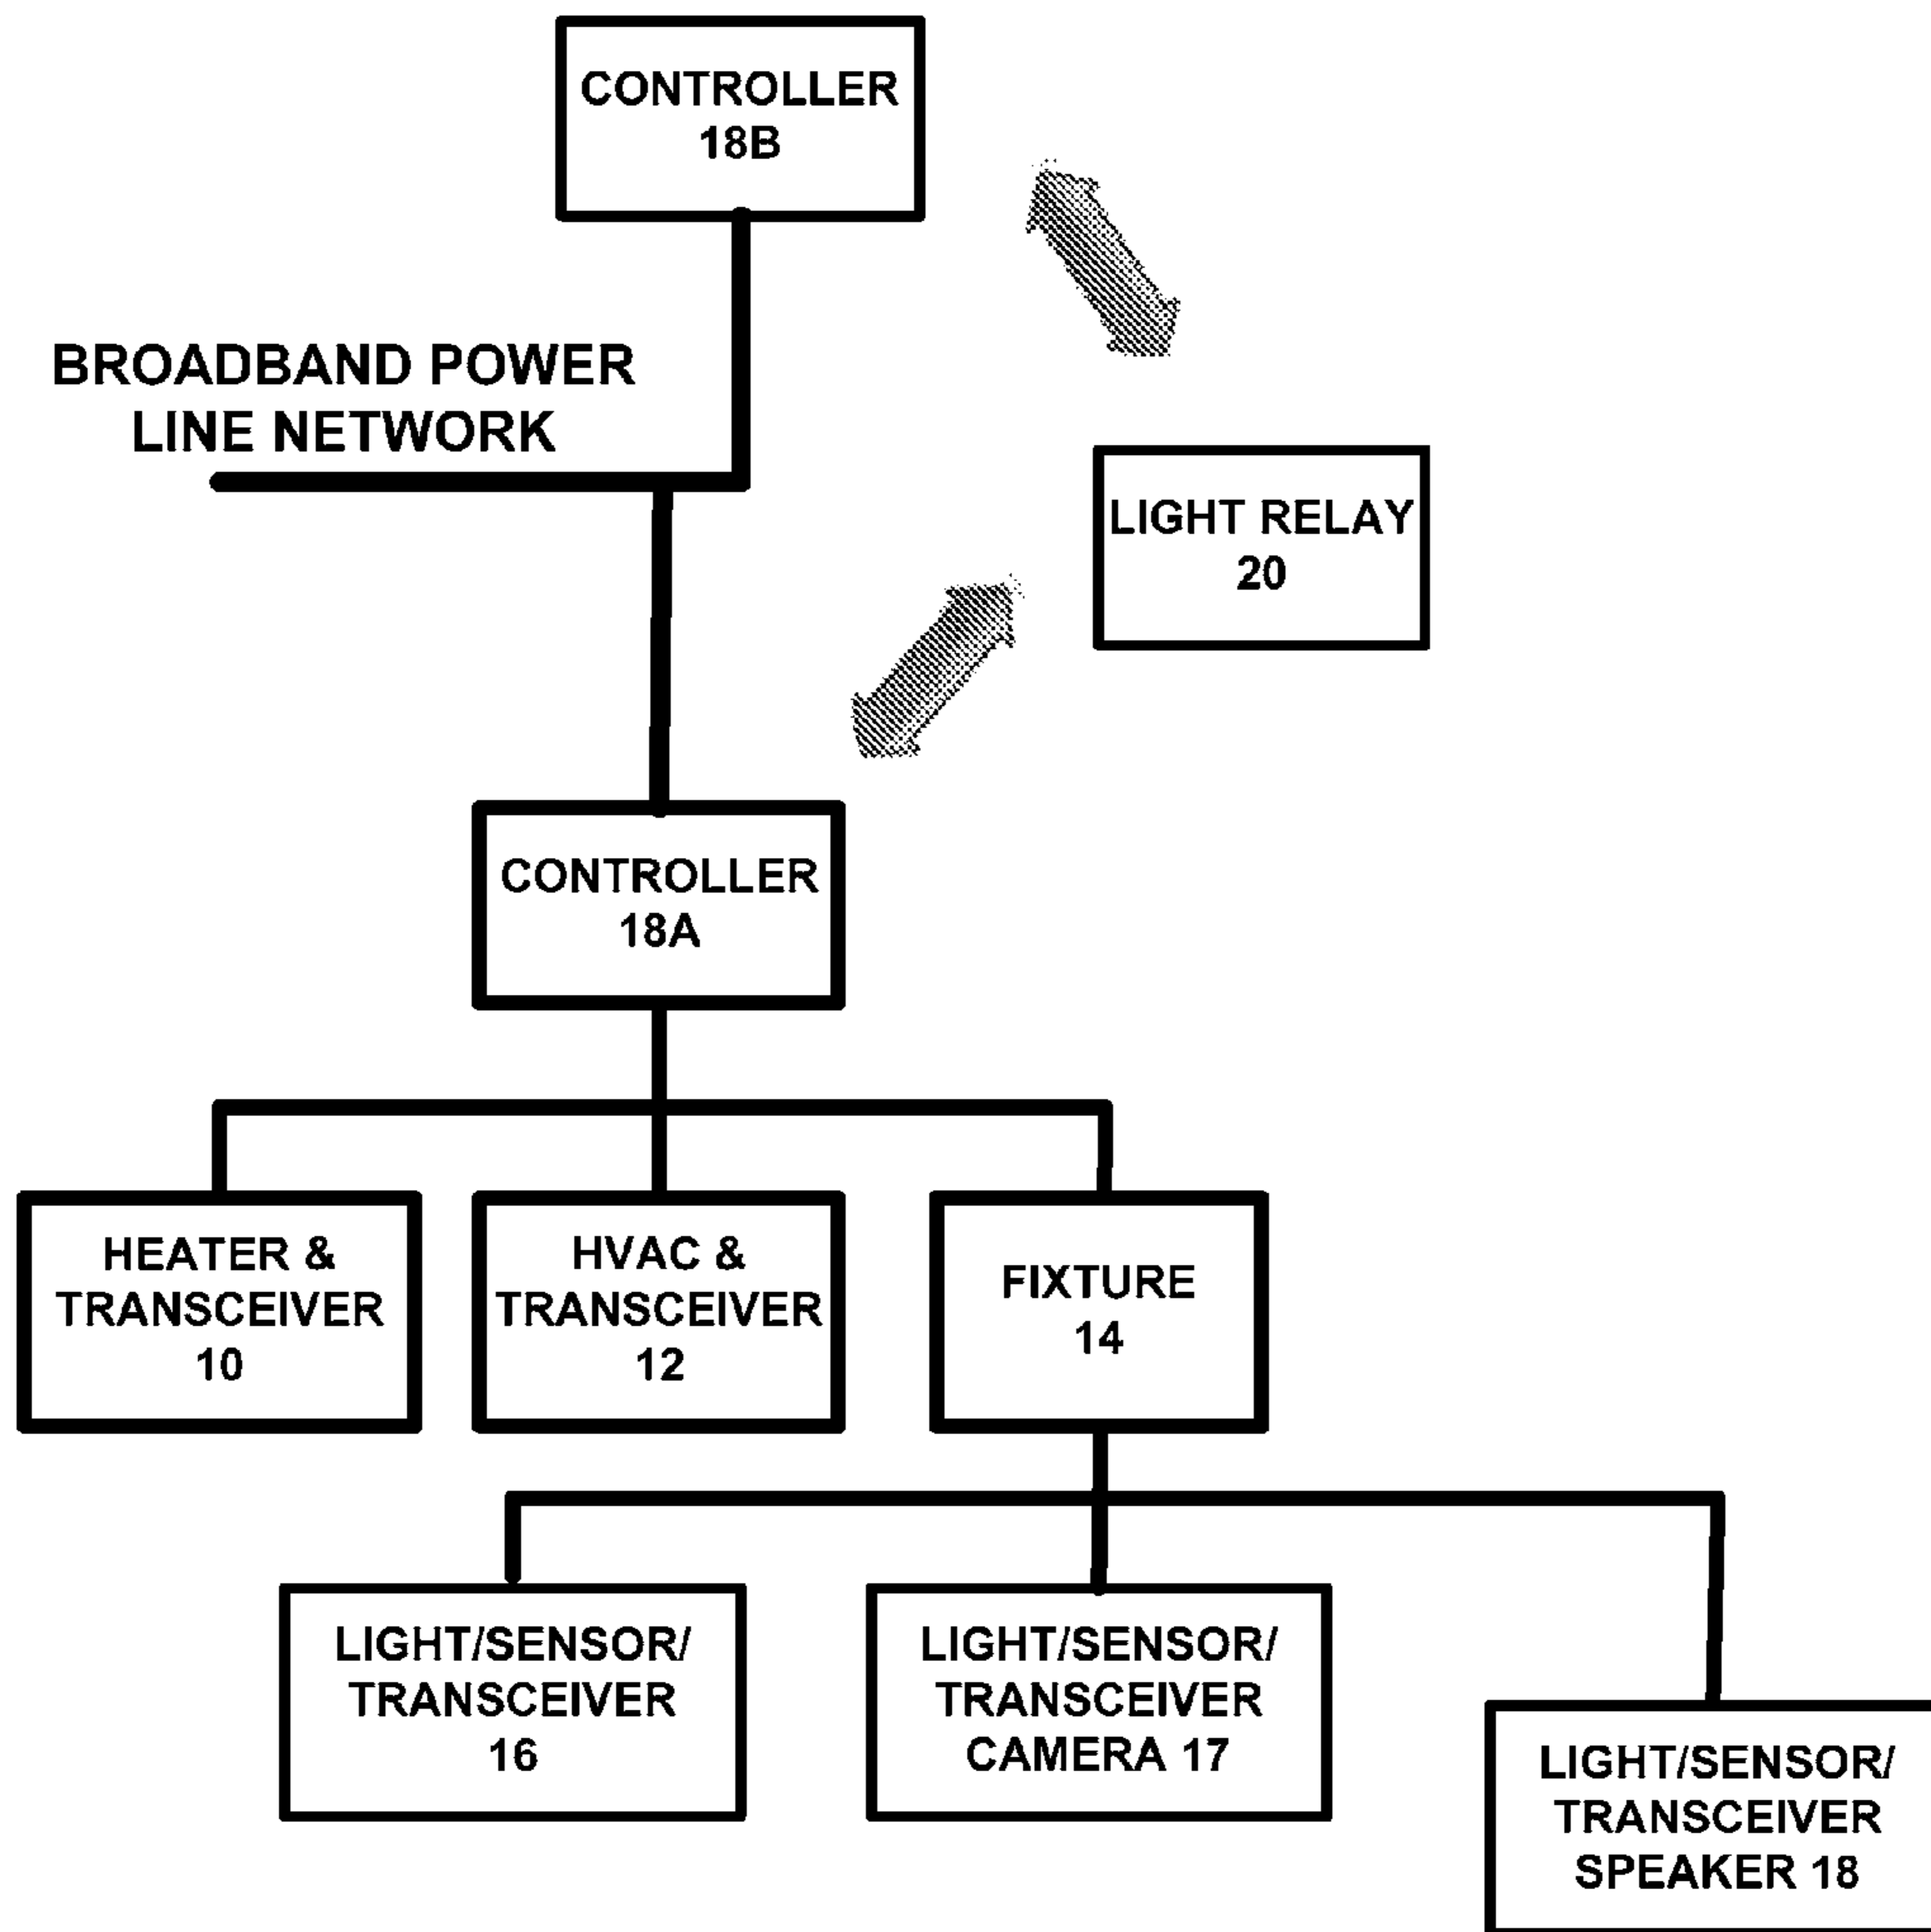 CONTROLLER
18B
BROADBAND POWER
LINE NETWORK
LIGHT RELAY
20
CONTROLLER
18A
HEATER &
TRANSCEIVER
10
HVAC &
TRANSCEIVER
12
FIXTURE
14
LIGHT/SENSOR/
TRANSCEIVER
16
LIGHT/SENSOR/
TRANSCEIVER
CAMERA 17
LIGHT/SENSOR/
TRANSCEIVER
SPEAKER 18